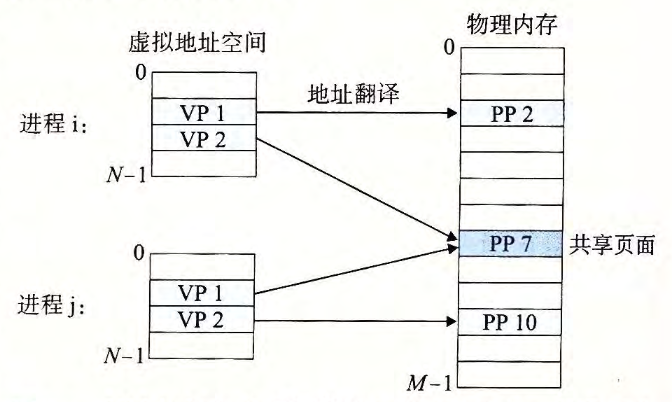 虚拟地址空间
物理内存
0
0
地址翻译
进程 i:
VP 1
VP 2
PP 2
N-1
PP 7
共享页面
0
进程 j:
VP 1
VP 2
PP 10
N-1
M-1